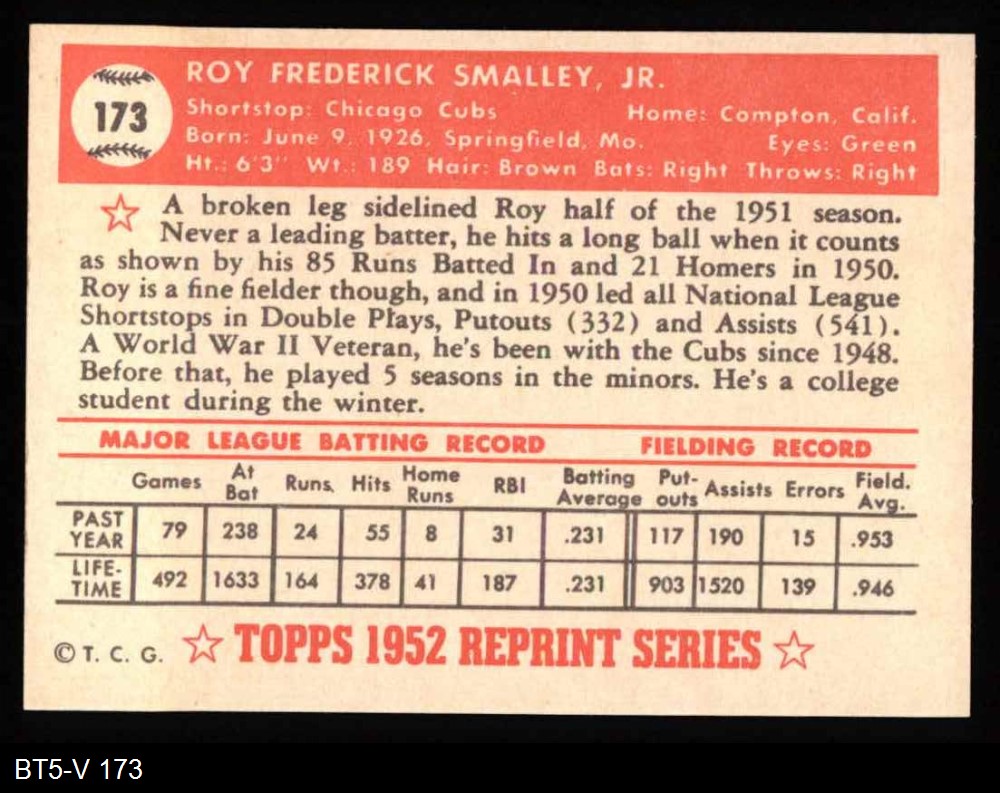 173
ROY FREDERICK SMALLEY, JR.
Shortstop: Chicago Cubs Home: Compton, Calif.
Born: June 9, 1926, Springfield, Mo. Eyes: Green
Ht.: 6'3" Wt.: 189 Hair: Brown Bats: Right Throws: Right
A broken leg sidelined Roy half of the 1951 season.
Never a leading batter, he hits a long ball when it counts
as shown by his 85 Runs Batted In and 21 Homers in 1950.
Roy is a fine fielder though, and in 1950 led all National League
Shortstops in Double Plays, Putouts (332) and Assists (541).
A World War II Veteran, he's been with the Cubs since 1948.
Before that, he played 5 seasons in the minors. He's a college
student during the winter.
MAJOR LEAGUE BATTING RECORD FIELDING RECORD
Games At Bat Runs Hits Home Runs RBI Batting Average Put-outs Assists Errors Field. Avg.
PAST YEAR 79 238 24 55 8 31 .231 117 190 15 .953
LIFE-TIME 492 1633 164 378 41 187 .231 903 1520 139 .946
© T. C. G. ☆ TOPPS 1952 REPRINT SERIES ☆
BT5-V 173